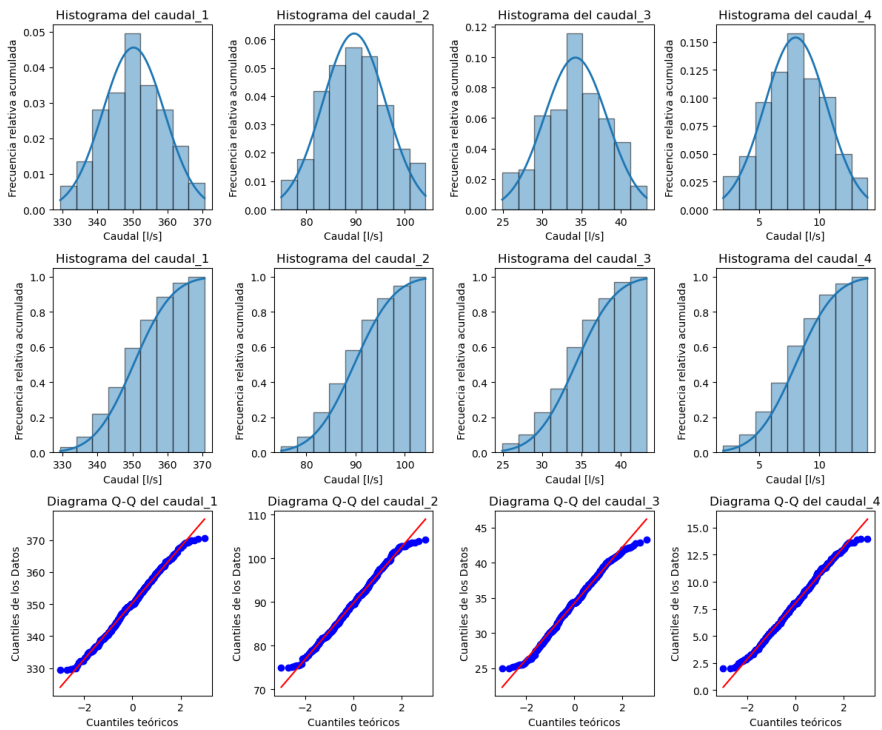 Histograma del caudal_1
Frecuencia relativa acumulada
0.05
0.04
0.03
0.02
0.01
0.00
330 340 350 360 370
Caudal [l/s]
Histograma del caudal_2
Frecuencia relativa acumulada
0.06
0.05
0.04
0.03
0.02
0.01
0.00
80 90 100
Caudal [l/s]
Histograma del caudal_3
Frecuencia relativa acumulada
0.12
0.10
0.08
0.06
0.04
0.02
0.00
25 30 35 40
Caudal [l/s]
Histograma del caudal_4
Frecuencia relativa acumulada
0.150
0.125
0.100
0.075
0.050
0.025
0.000
5 10
Caudal [l/s]
Histograma del caudal_1
Frecuencia relativa acumulada
1.0
0.8
0.6
0.4
0.2
0.0
330 340 350 360 370
Caudal [l/s]
Histograma del caudal_2
Frecuencia relativa acumulada
1.0
0.8
0.6
0.4
0.2
0.0
80 90 100
Caudal [l/s]
Histograma del caudal_3
Frecuencia relativa acumulada
1.0
0.8
0.6
0.4
0.2
0.0
25 30 35 40
Caudal [l/s]
Histograma del caudal_4
Frecuencia relativa acumulada
1.0
0.8
0.6
0.4
0.2
0.0
5 10
Caudal [l/s]
Diagrama Q-Q del caudal_1
Cuantiles de los Datos
370
360
350
340
330
−2 0 2
Cuantiles teóricos
Diagrama Q-Q del caudal_2
Cuantiles de los Datos
110
100
90
80
70
−2 0 2
Cuantiles teóricos
Diagrama Q-Q del caudal_3
Cuantiles de los Datos
45
40
35
30
25
−2 0 2
Cuantiles teóricos
Diagrama Q-Q del caudal_4
Cuantiles de los Datos
15.0
12.5
10.0
7.5
5.0
2.5
0.0
−2 0 2
Cuantiles teóricos